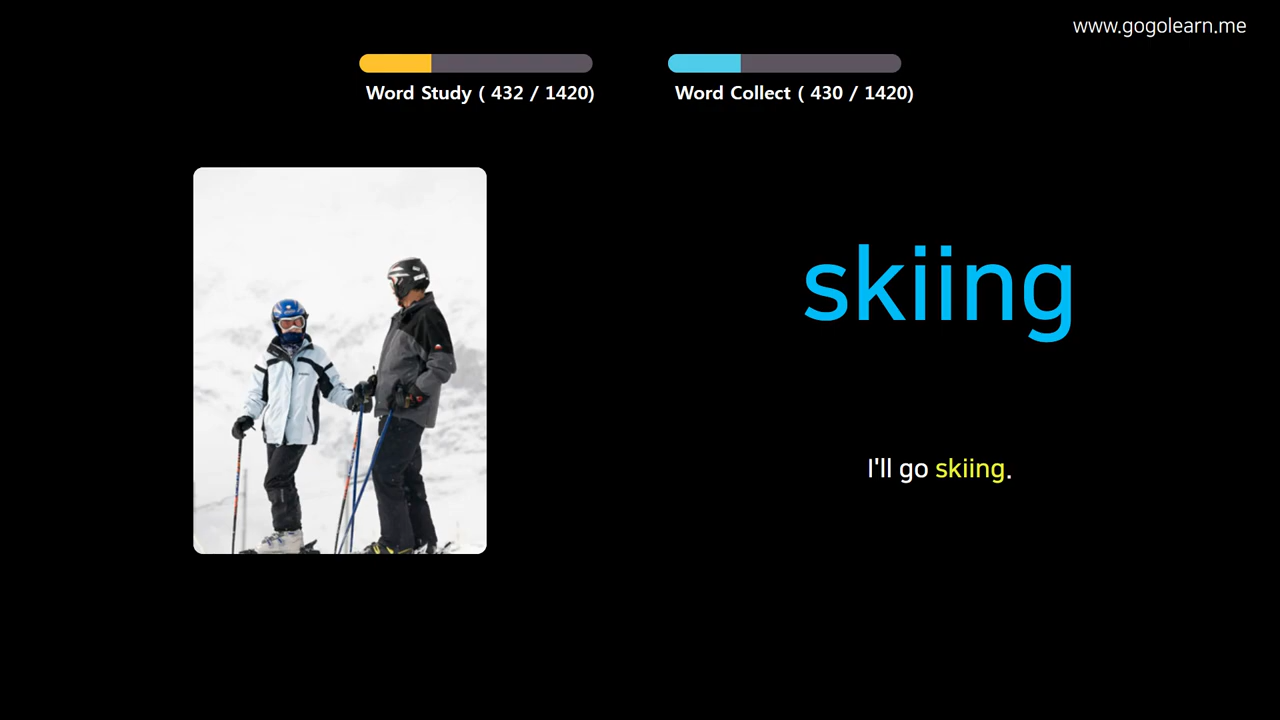 www.gogolearn.me
Word Study ( 432 / 1420)
Word Collect ( 430 / 1420)
skiing
I'll go skiing.